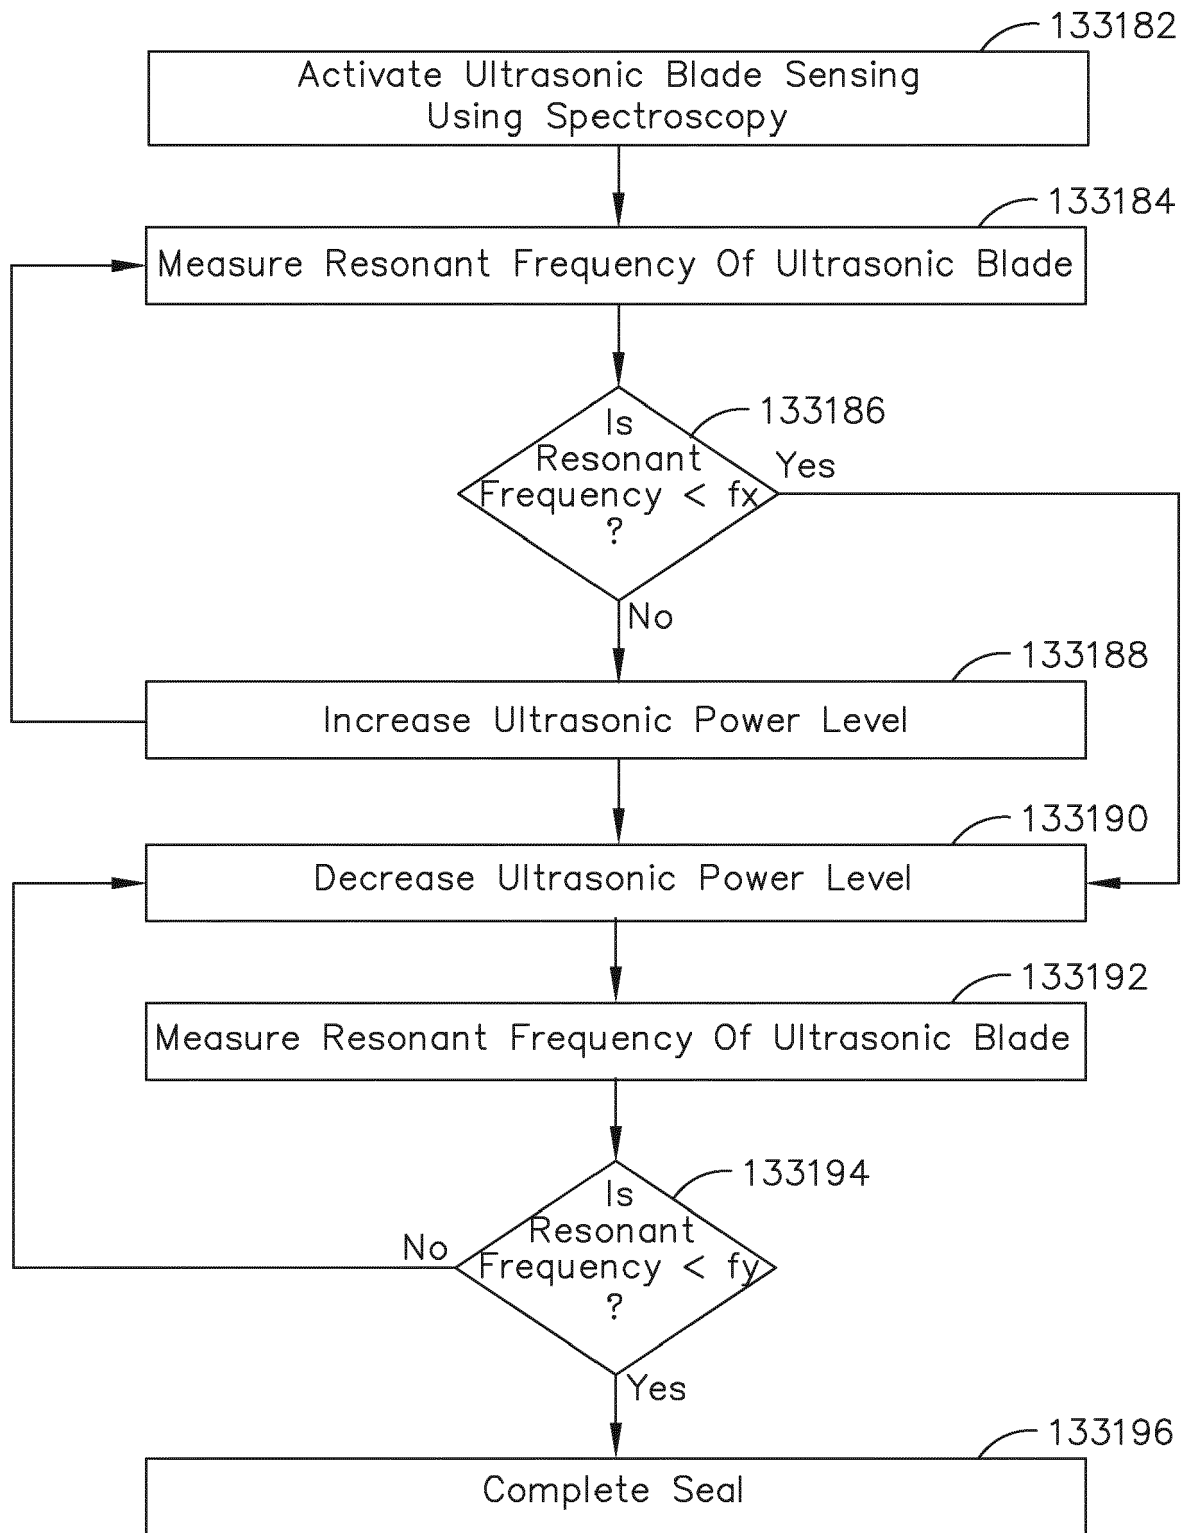 133182
Activate Ultrasonic Blade Sensing
Using Spectroscopy
133184
Measure Resonant Frequency Of Ultrasonic Blade
133186
Is
Resonant
Frequency < fx
?
Yes
No
133188
Increase Ultrasonic Power Level
133190
Decrease Ultrasonic Power Level
133192
Measure Resonant Frequency Of Ultrasonic Blade
133194
Is
Resonant
Frequency < fy
?
No
Yes
133196
Complete Seal